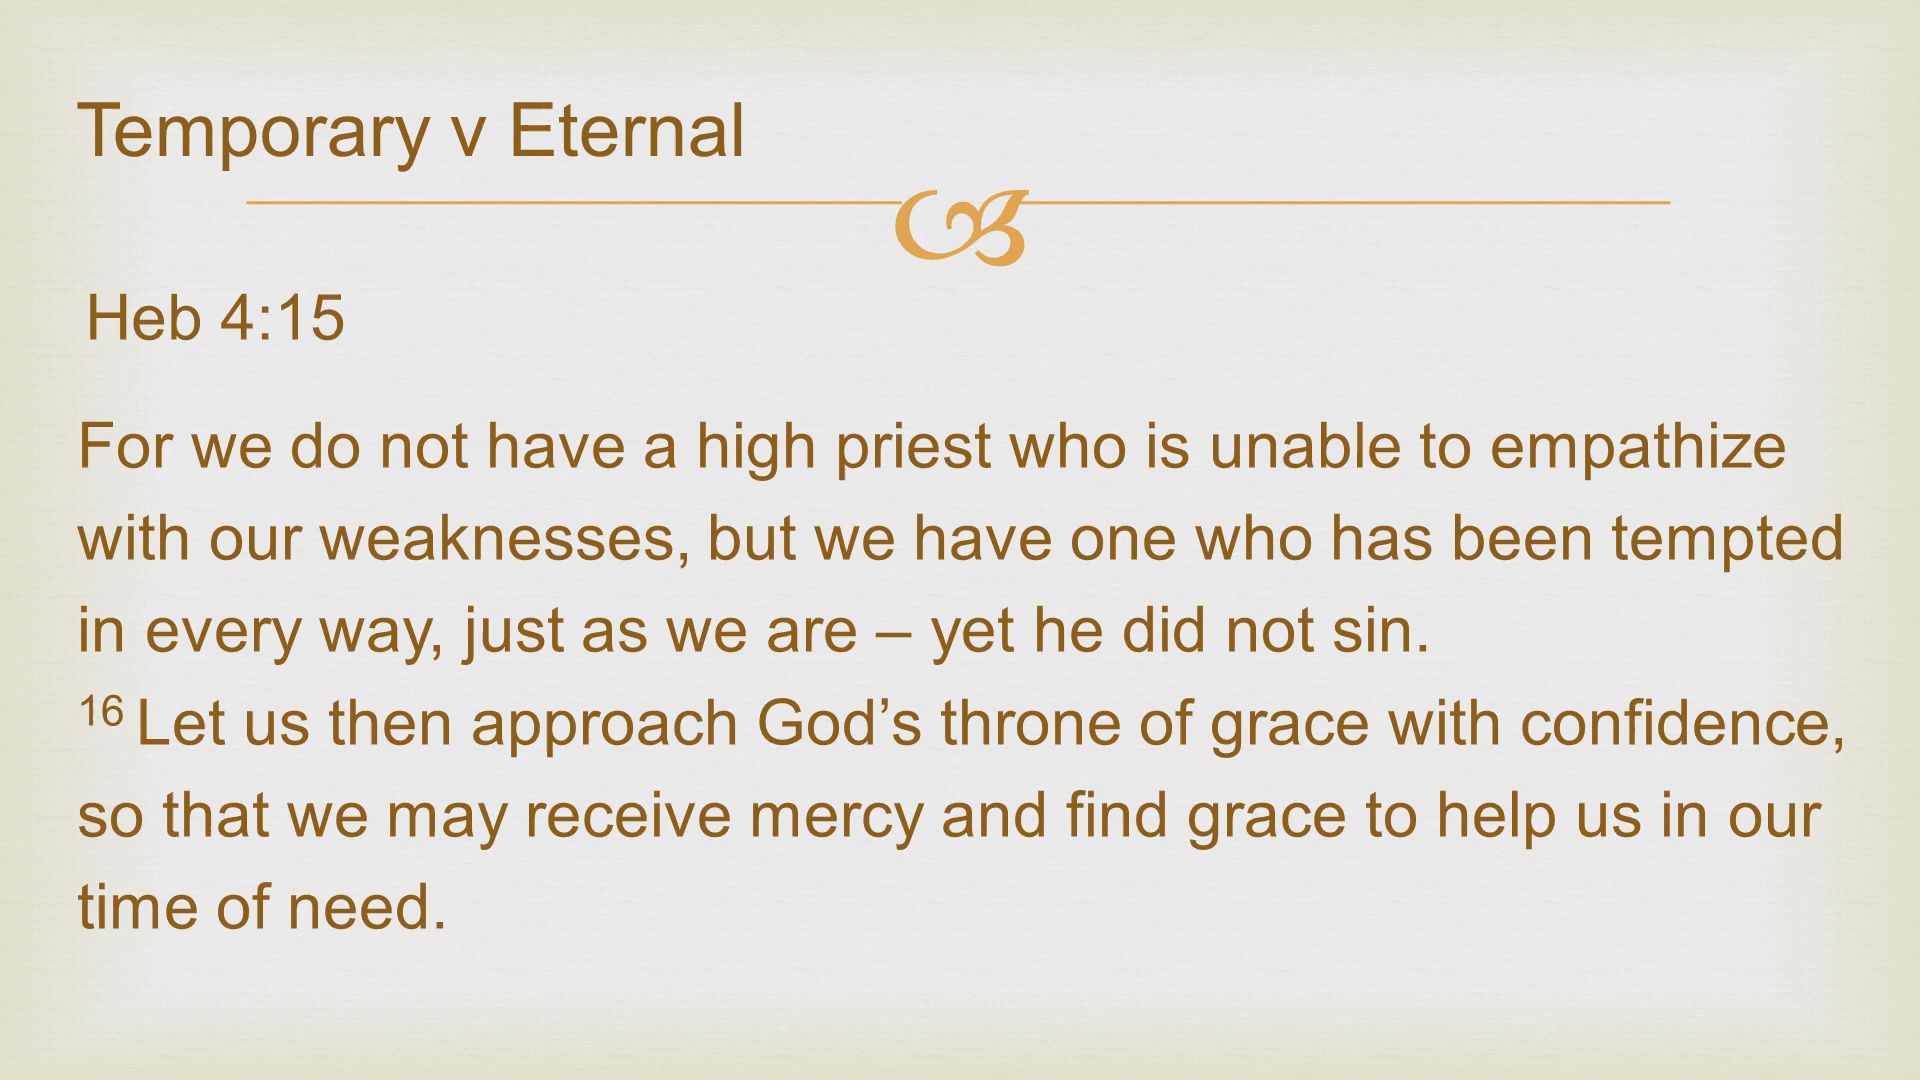 Temporary v Eternal
Heb 4:15
For we do not have a high priest who is unable to empathize
with our weaknesses, but we have one who has been tempted
in every way, just as we are – yet he did not sin.
16 Let us then approach God’s throne of grace with confidence,
so that we may receive mercy and find grace to help us in our
time of need.